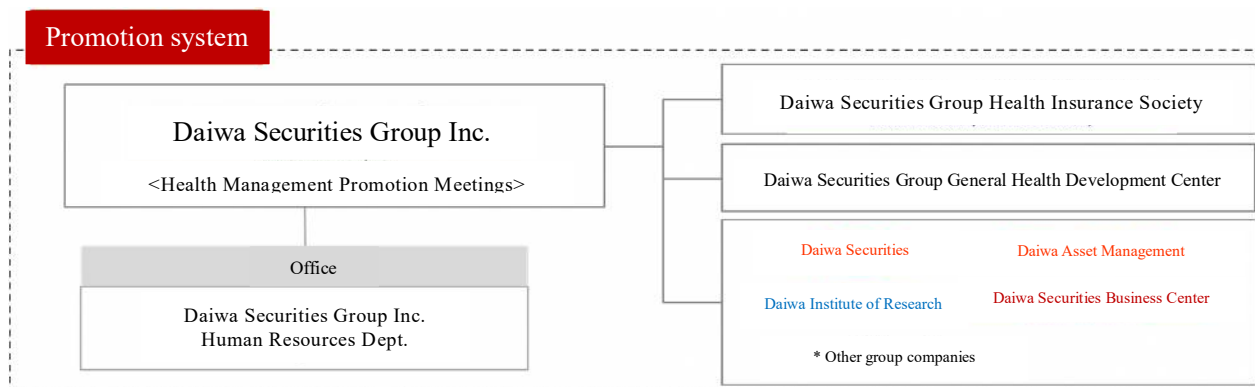 Promotion system
Daiwa Securities Group Inc.
<Health Management Promotion Meetings>
Office
Daiwa Securities Group Inc.
Human Resources Dept.
Daiwa Securities Group Health Insurance Society
Daiwa Securities Group General Health Development Center
Daiwa Securities
Daiwa Asset Management
Daiwa Institute of Research
Daiwa Securities Business Center
* Other group companies